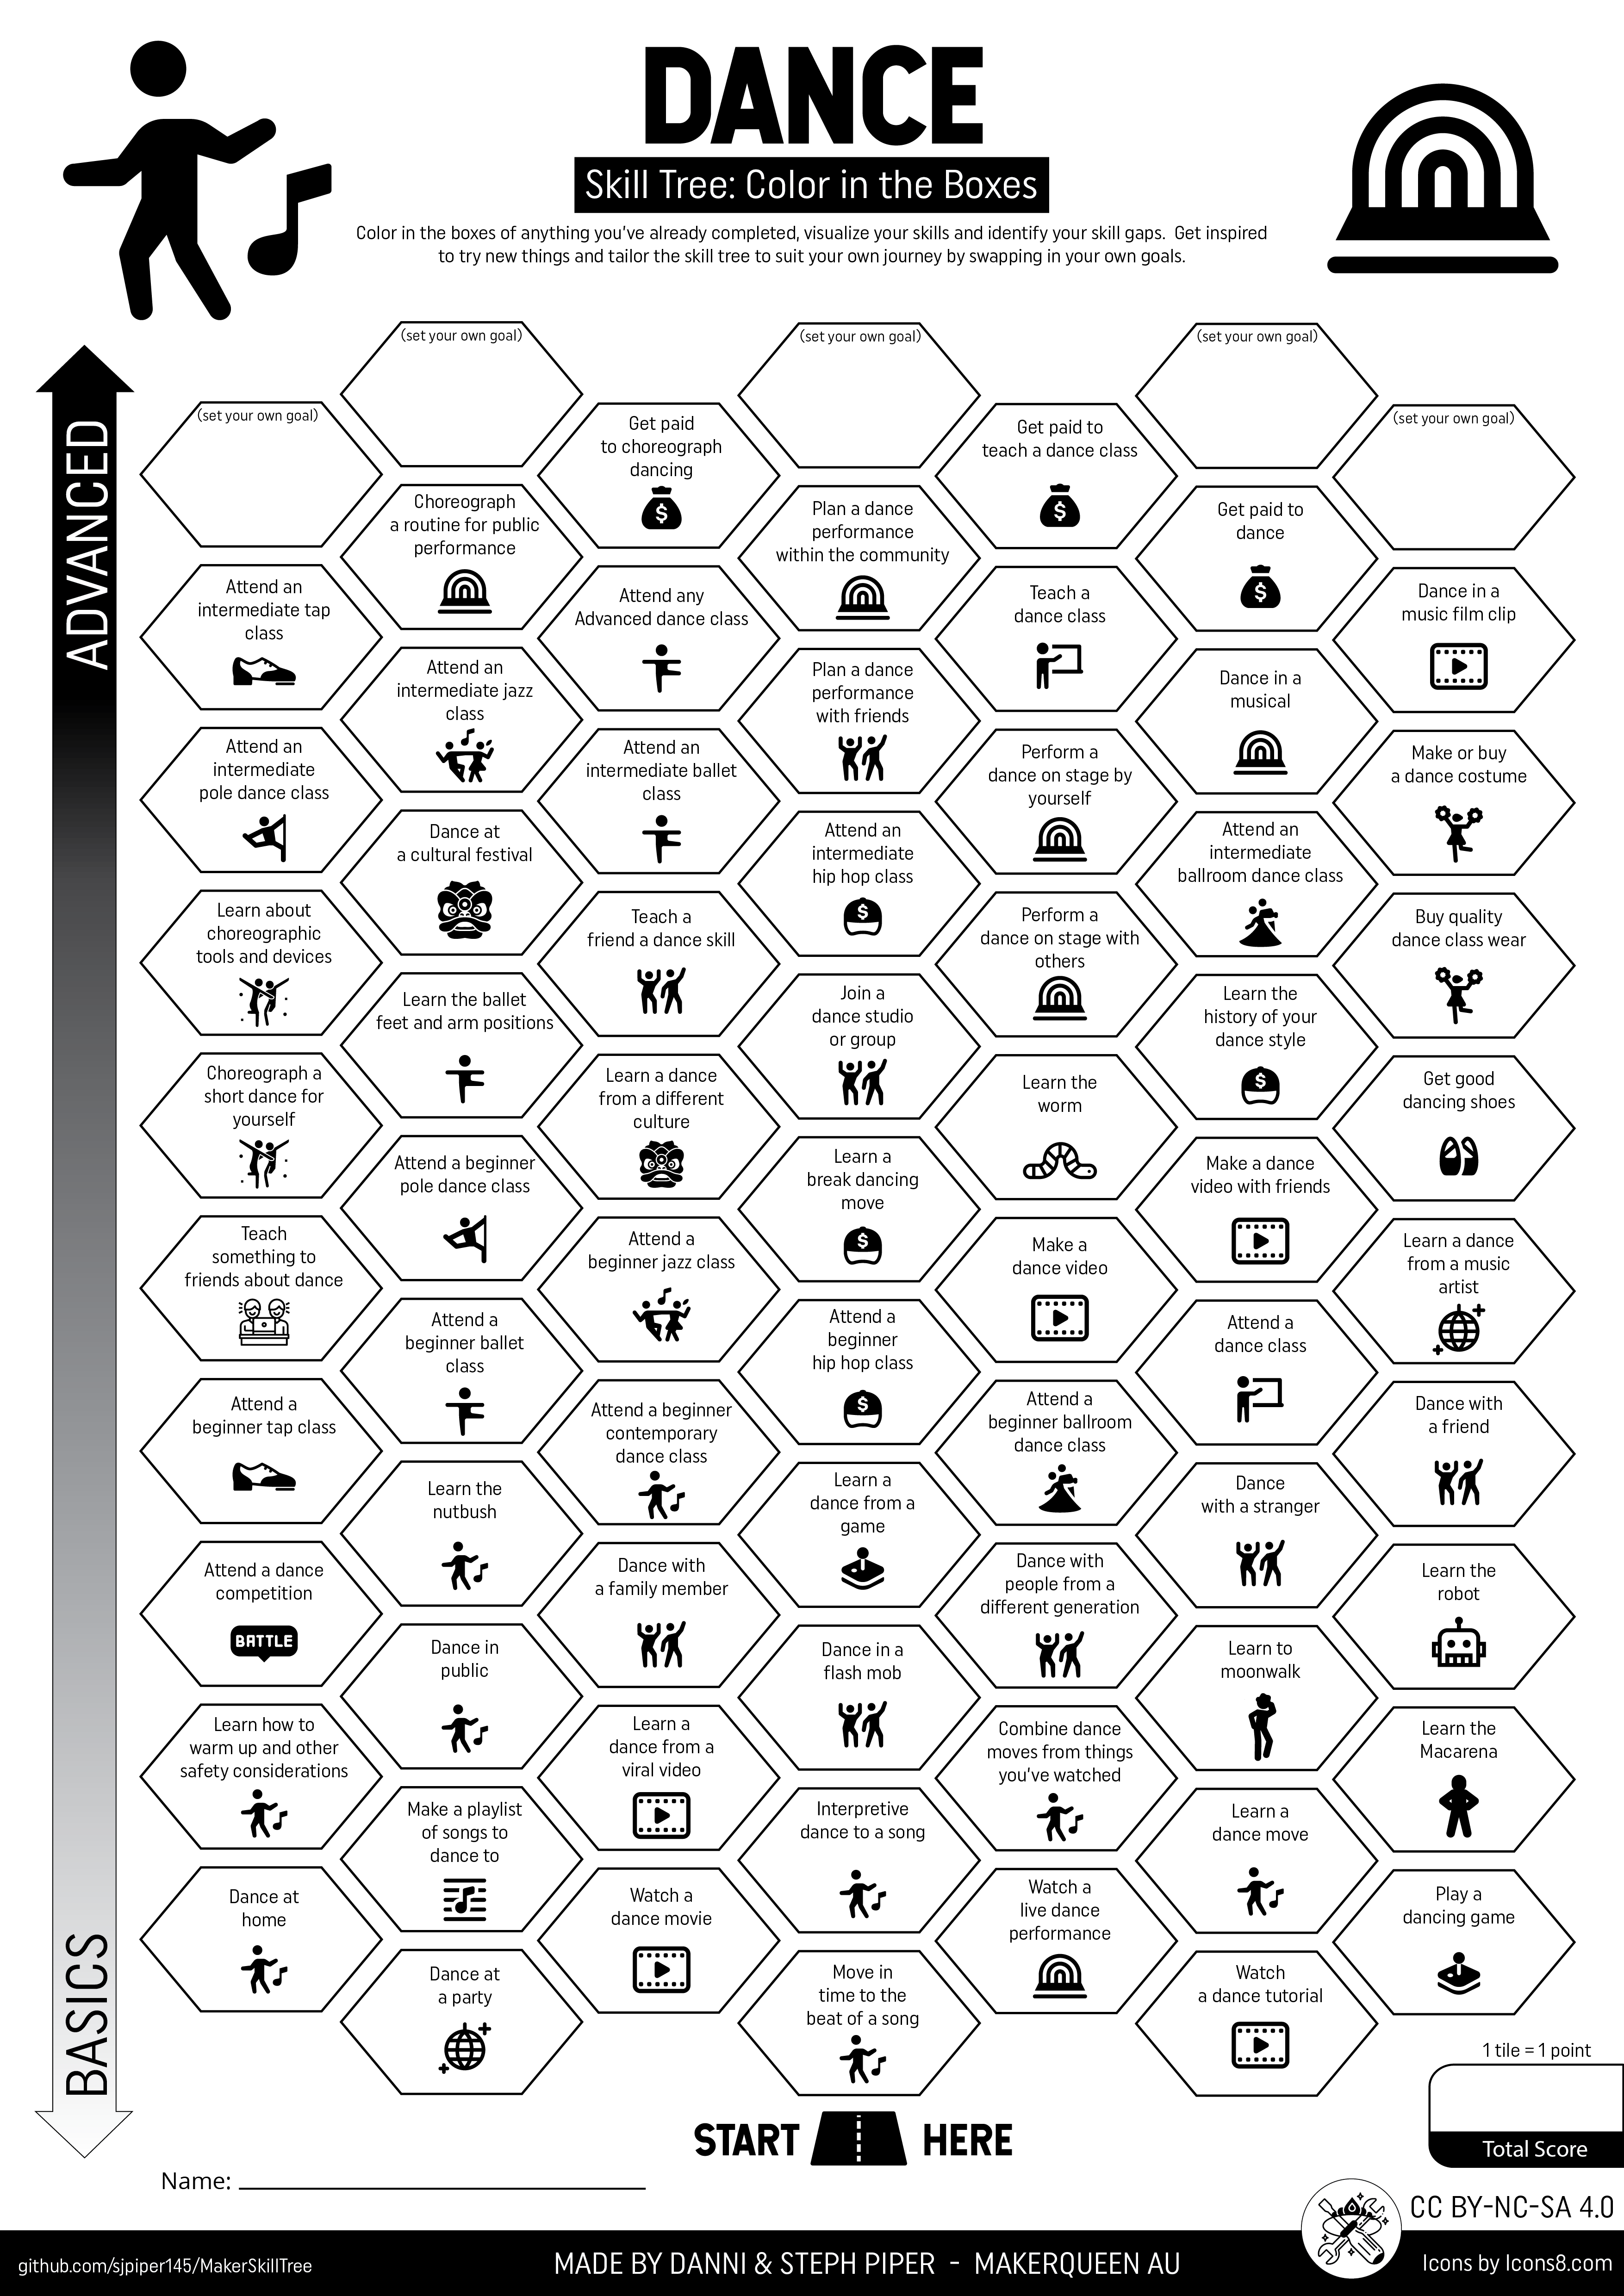 DANCE
Skill Tree: Color in the Boxes
Color in the boxes of anything you've already completed, visualize your skills and identify your skill gaps. Get inspired
to try new things and tailor the skill tree to suit your own journey by swapping in your own goals.
ADVANCED
BASICS
(set your own goal)
(set your own goal)
(set your own goal)
(set your own goal)
(set your own goal)
Get paid
to choreograph
dancing
$
Get paid to
teach a dance class
$
Choreograph
a routine for public
performance
Plan a dance
performance
within the community
Get paid to
dance
$
Attend an
intermediate tap
class
Attend any
Advanced dance class
Teach a
dance class
Dance in a
music film clip
Attend an
intermediate jazz
class
Plan a dance
performance
with friends
Dance in a
musical
Attend an
intermediate
pole dance class
Attend an
intermediate ballet
class
Perform a
dance on stage by
yourself
Make or buy
a dance costume
Dance at
a cultural festival
Attend an
intermediate
hip hop class
$
Attend an
intermediate
ballroom dance class
Learn about
choreographic
tools and devices
Teach a
friend a dance skill
Perform a
dance on stage with
others
Buy quality
dance class wear
Learn the ballet
feet and arm positions
Join a
dance studio
or group
Learn the
history of your
dance style
$
Choreograph a
short dance for
yourself
Learn a dance
from a different
culture
Learn the
worm
Get good
dancing shoes
Attend a beginner
pole dance class
Learn a
break dancing
move
$
Make a dance
video with friends
Teach
something to
friends about dance
Attend a
beginner jazz class
Make a
dance video
Learn a dance
from a music
artist
Attend a
beginner ballet
class
Attend a
beginner
hip hop class
$
Attend a
dance class
Attend a
beginner tap class
Attend a beginner
contemporary
dance class
Attend a
beginner ballroom
dance class
Dance with
a friend
Learn the
nutbush
Learn a
dance from a
game
Dance
with a stranger
Attend a dance
competition
BATTLE
Dance with
a family member
Dance with
people from a
different generation
Learn the
robot
Dance in
public
Dance in a
flash mob
Learn to
moonwalk
Learn how to
warm up and other
safety considerations
Learn a
dance from a
viral video
Combine dance
moves from things
you've watched
Learn the
Macarena
Make a playlist
of songs to
dance to
Interpretive
dance to a song
Learn a
dance move
Dance at
home
Watch a
dance movie
Watch a
live dance
performance
Play a
dancing game
Dance at
a party
Move in
time to the
beat of a song
Watch
a dance tutorial
1 tile = 1 point
Total Score
START HERE
Name:
CC BY-NC-SA 4.0
github.com/sjpiper145/MakerSkillTree
MADE BY DANNI & STEPH PIPER - MAKERQUEEN AU
Icons by Icons8.com